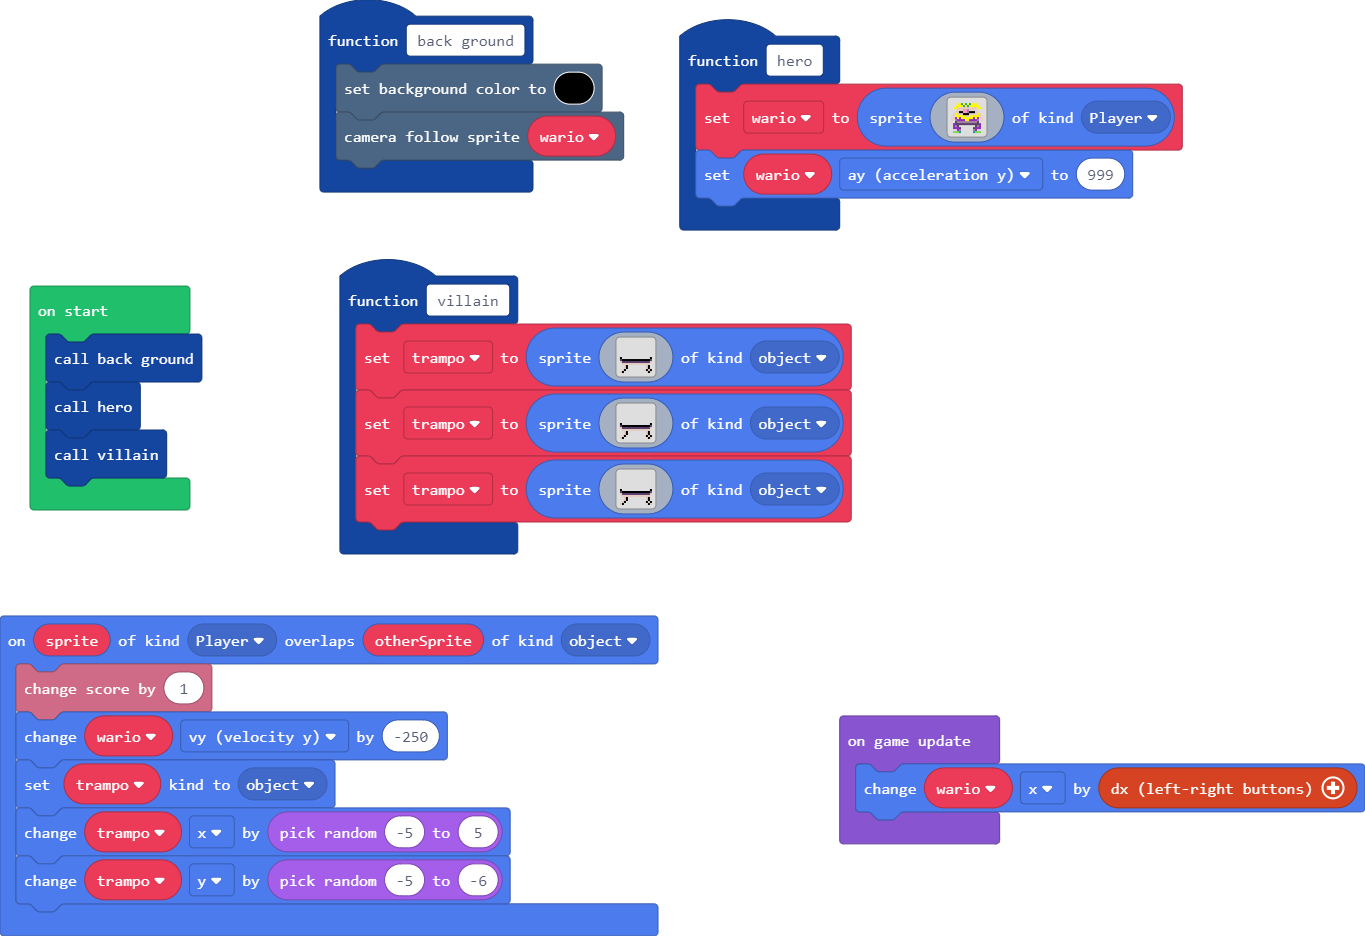 function back ground
set background color to
camera follow sprite wario
function hero
set wario to sprite of kind Player
set wario ay (acceleration y) to 999
on start
call back ground
call hero
call villain
function villain
set trampo to sprite of kind object
set trampo to sprite of kind object
set trampo to sprite of kind object
on sprite of kind Player overlaps otherSprite of kind object
change score by 1
change wario vy (velocity y) by -250
set trampo kind to object
change trampo x by pick random -5 to 5
change trampo y by pick random -5 to -6
on game update
change wario x by dx (left-right buttons)